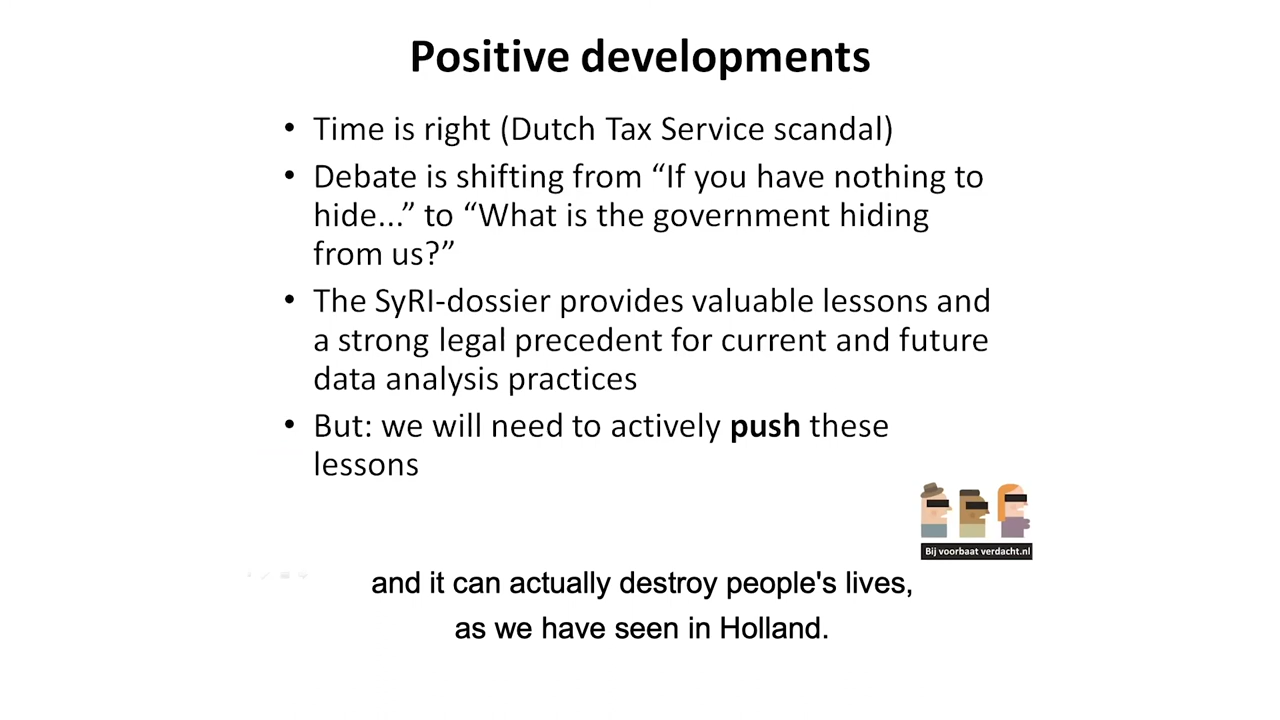 Positive developments
• Time is right (Dutch Tax Service scandal)
• Debate is shifting from “If you have nothing to
hide...” to “What is the government hiding
from us?”
• The SyRI-dossier provides valuable lessons and
a strong legal precedent for current and future
data analysis practices
• But: we will need to actively push these
lessons
Bij voorbaat verdacht.nl
and it can actually destroy people's lives,
as we have seen in Holland.